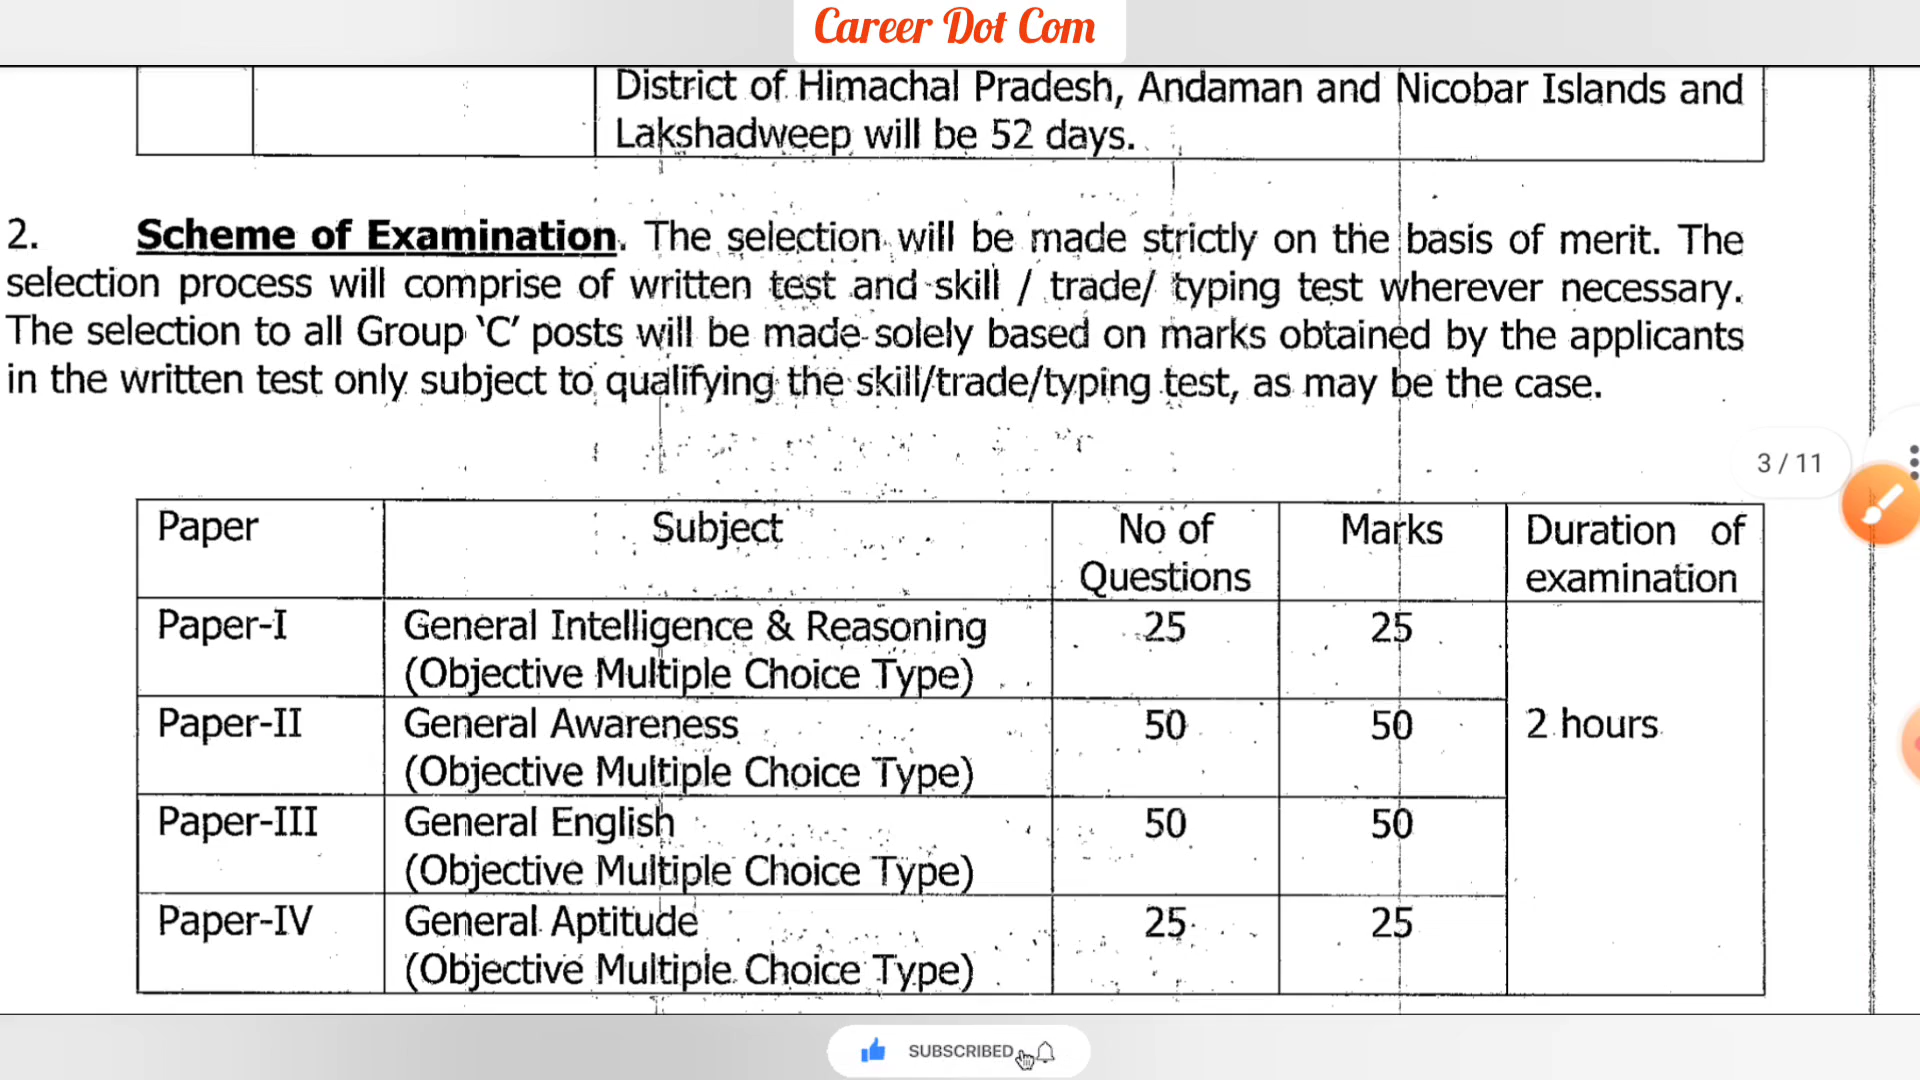 Career Dot Com
District of Himachal Pradesh, Andaman and Nicobar Islands and
Lakshadweep will be 52 days.
2. Scheme of Examination. The selection will be made strictly on the basis of merit. The
selection process will comprise of written test and skill / trade/ typing test wherever necessary.
The selection to all Group ‘C’ posts will be made solely based on marks obtained by the applicants
in the written test only subject to qualifying the skill/trade/typing test, as may be the case.
3 / 11
Paper Subject No of Questions Marks Duration of examination
Paper-I General Intelligence & Reasoning 25 25
(Objective Multiple Choice Type)
Paper-II General Awareness 50 50 2 hours
(Objective Multiple Choice Type)
Paper-III General English 50 50
(Objective Multiple Choice Type)
Paper-IV General Aptitude 25 25
(Objective Multiple Choice Type)
SUBSCRIBED